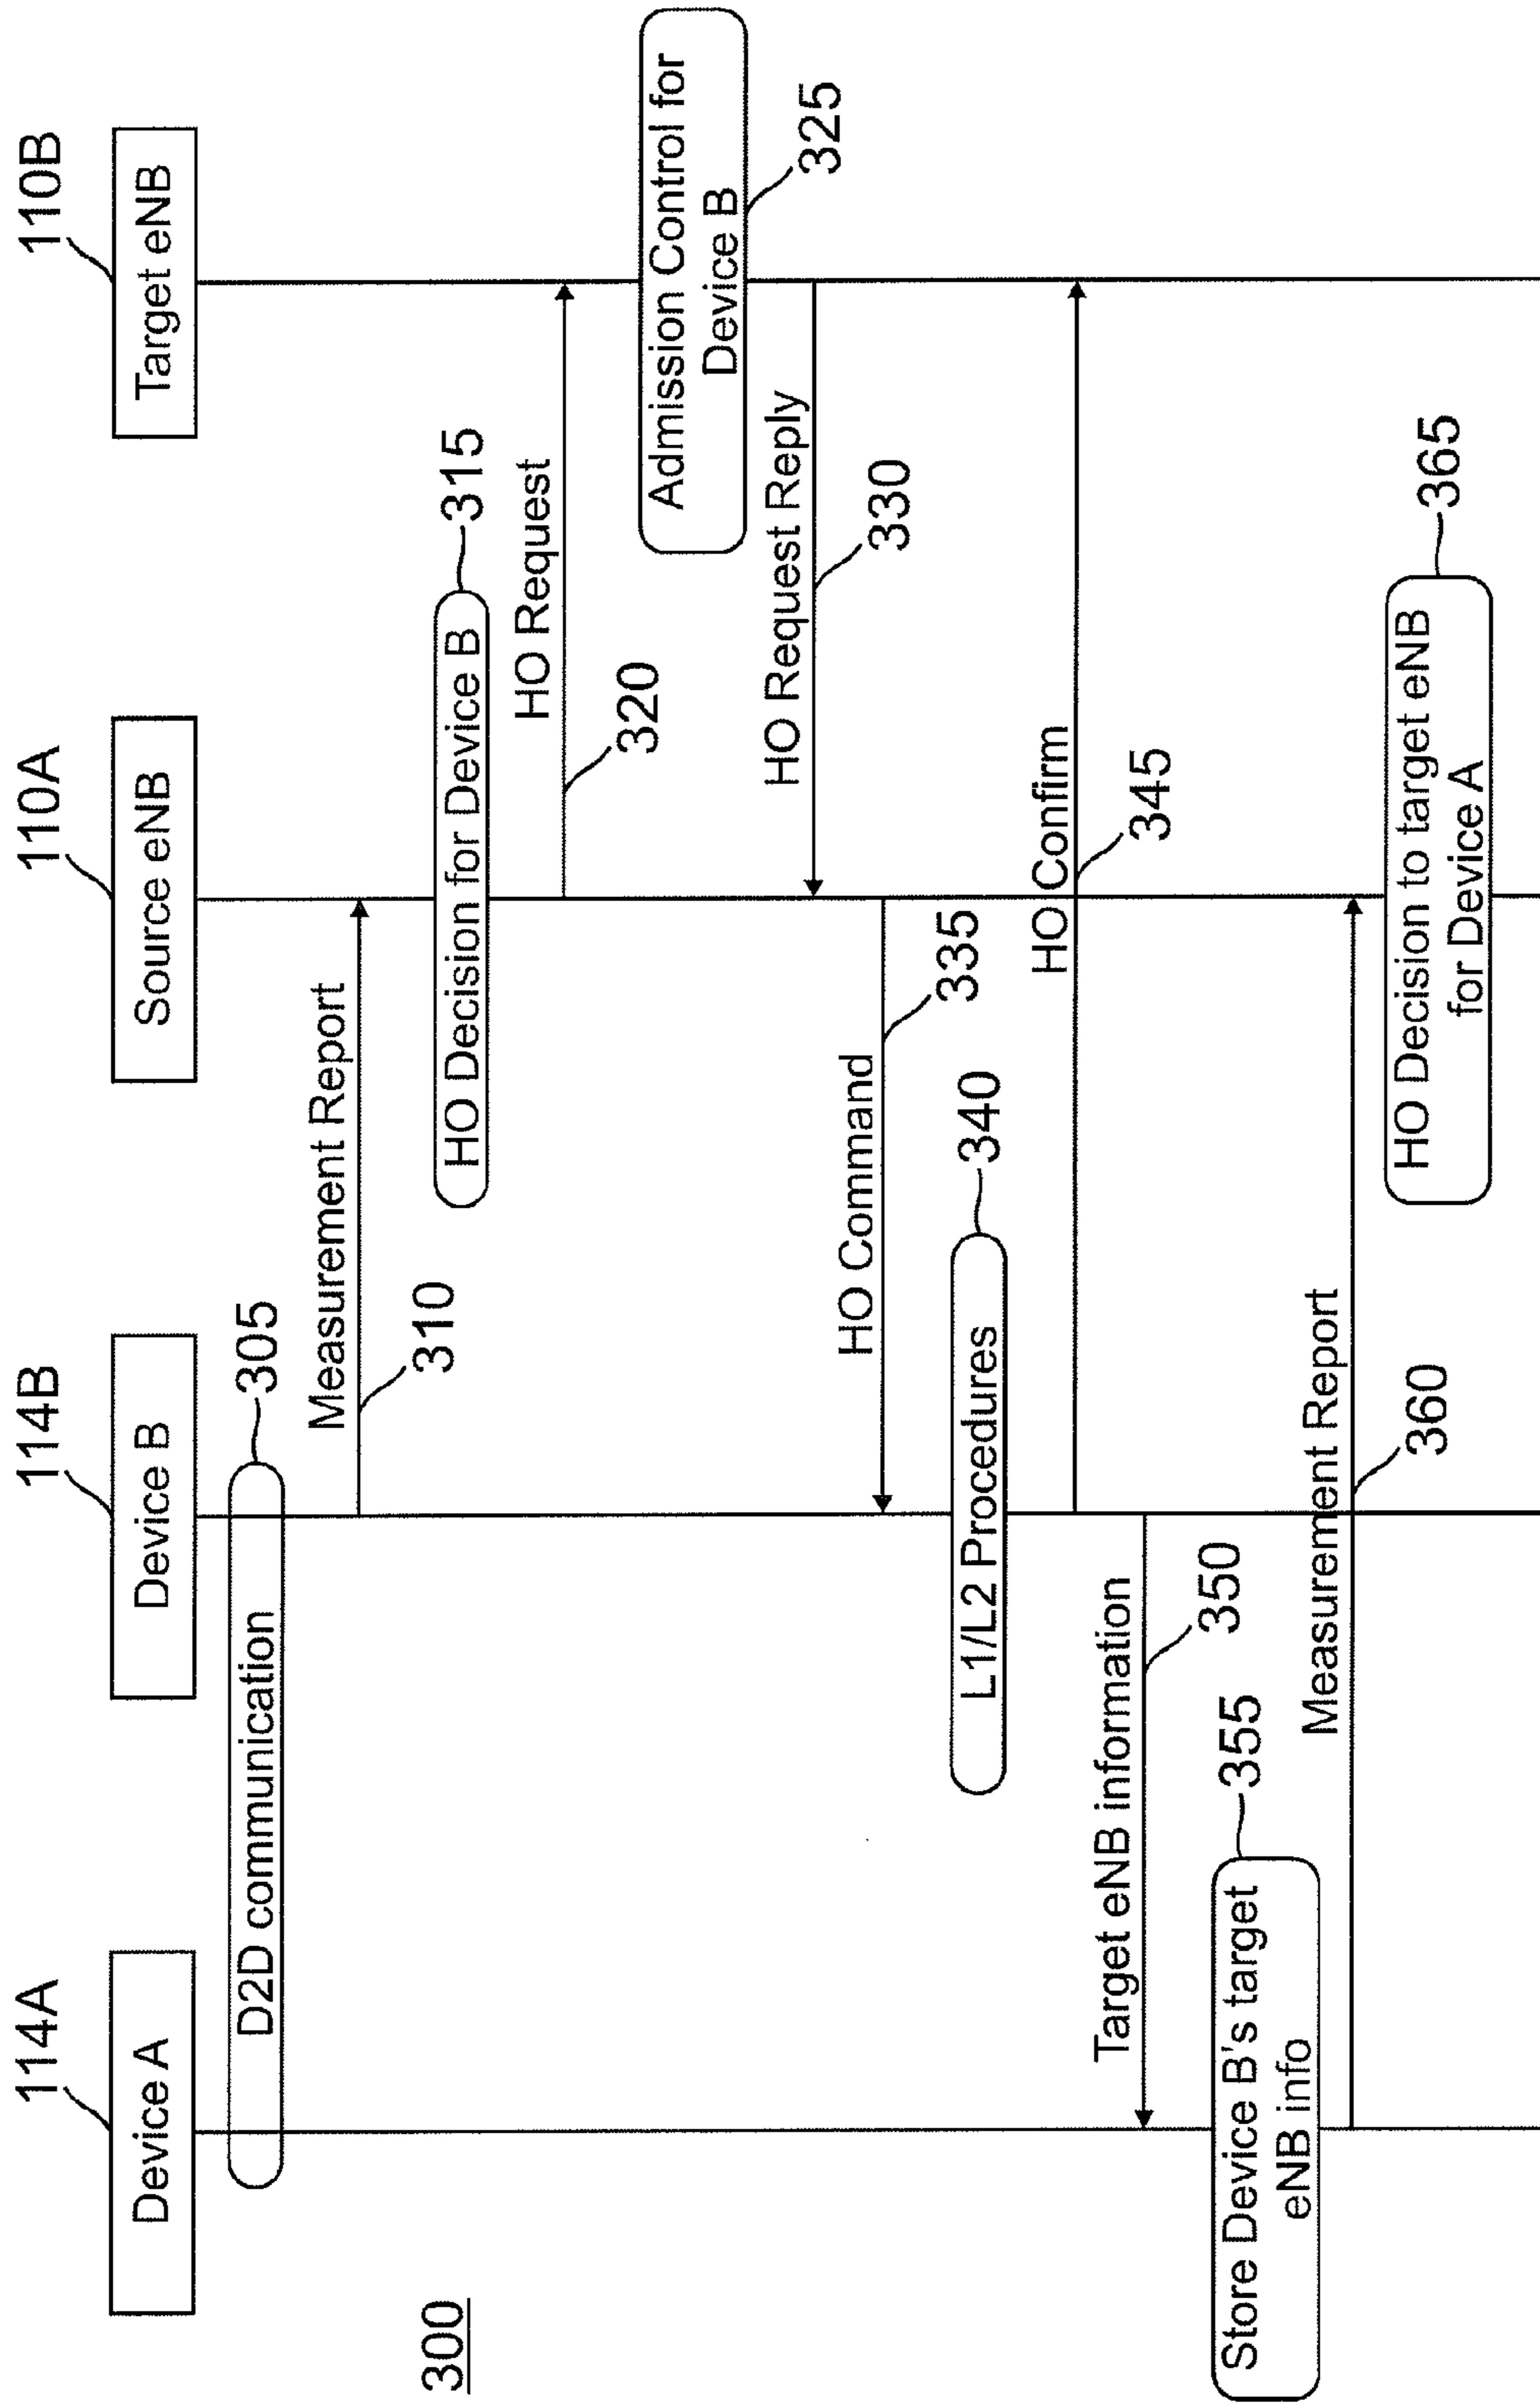 114A
114B
110A
110B
Device A
Device B
Source eNB
Target eNB
D2D communication
305
Measurement Report
310
300
HO Decision for Device B
315
HO Request
320
Admission Control for
Device B
325
HO Request Reply
330
HO Command
335
L1/L2 Procedures
340
HO Confirm
345
Target eNB information
350
Store Device B's target
eNB info
355
Measurement Report
360
HO Decision to target eNB
for Device A
365